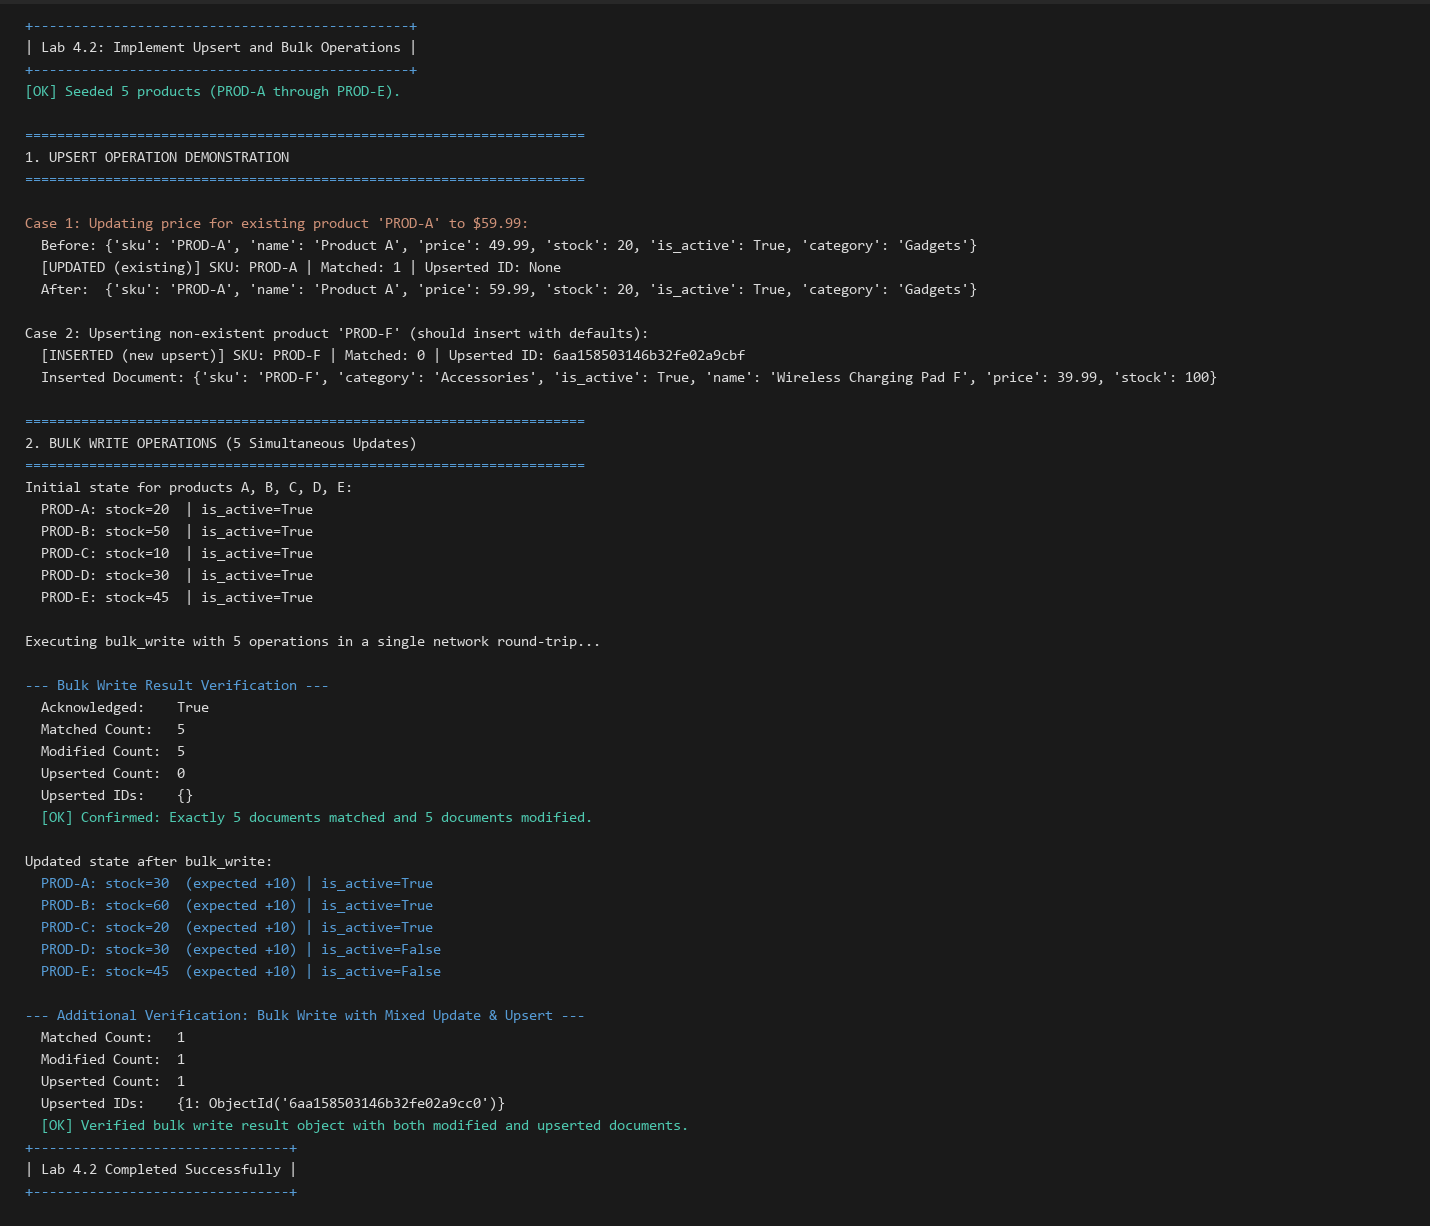 +-----------------------------------------------+
| Lab 4.2: Implement Upsert and Bulk Operations |
+-----------------------------------------------+
[OK] Seeded 5 products (PROD-A through PROD-E).
======================================================================
1. UPSERT OPERATION DEMONSTRATION
======================================================================
Case 1: Updating price for existing product 'PROD-A' to $59.99:
  Before: {'sku': 'PROD-A', 'name': 'Product A', 'price': 49.99, 'stock': 20, 'is_active': True, 'category': 'Gadgets'}
  [UPDATED (existing)] SKU: PROD-A | Matched: 1 | Upserted ID: None
  After:  {'sku': 'PROD-A', 'name': 'Product A', 'price': 59.99, 'stock': 20, 'is_active': True, 'category': 'Gadgets'}
Case 2: Upserting non-existent product 'PROD-F' (should insert with defaults):
  [INSERTED (new upsert)] SKU: PROD-F | Matched: 0 | Upserted ID: 6aa158503146b32fe02a9cbf
  Inserted Document: {'sku': 'PROD-F', 'category': 'Accessories', 'is_active': True, 'name': 'Wireless Charging Pad F', 'price': 39.99, 'stock': 100}
======================================================================
2. BULK WRITE OPERATIONS (5 Simultaneous Updates)
======================================================================
Initial state for products A, B, C, D, E:
  PROD-A: stock=20  | is_active=True
  PROD-B: stock=50  | is_active=True
  PROD-C: stock=10  | is_active=True
  PROD-D: stock=30  | is_active=True
  PROD-E: stock=45  | is_active=True
Executing bulk_write with 5 operations in a single network round-trip...
--- Bulk Write Result Verification ---
  Acknowledged:    True
  Matched Count:   5
  Modified Count:  5
  Upserted Count:  0
  Upserted IDs:    {}
  [OK] Confirmed: Exactly 5 documents matched and 5 documents modified.
Updated state after bulk_write:
  PROD-A: stock=30  (expected +10) | is_active=True
  PROD-B: stock=60  (expected +10) | is_active=True
  PROD-C: stock=20  (expected +10) | is_active=True
  PROD-D: stock=30  (expected +10) | is_active=False
  PROD-E: stock=45  (expected +10) | is_active=False
--- Additional Verification: Bulk Write with Mixed Update & Upsert ---
  Matched Count:   1
  Modified Count:  1
  Upserted Count:  1
  Upserted IDs:    {1: ObjectId('6aa158503146b32fe02a9cc0')}
  [OK] Verified bulk write result object with both modified and upserted documents.
+--------------------------------+
| Lab 4.2 Completed Successfully |
+--------------------------------+